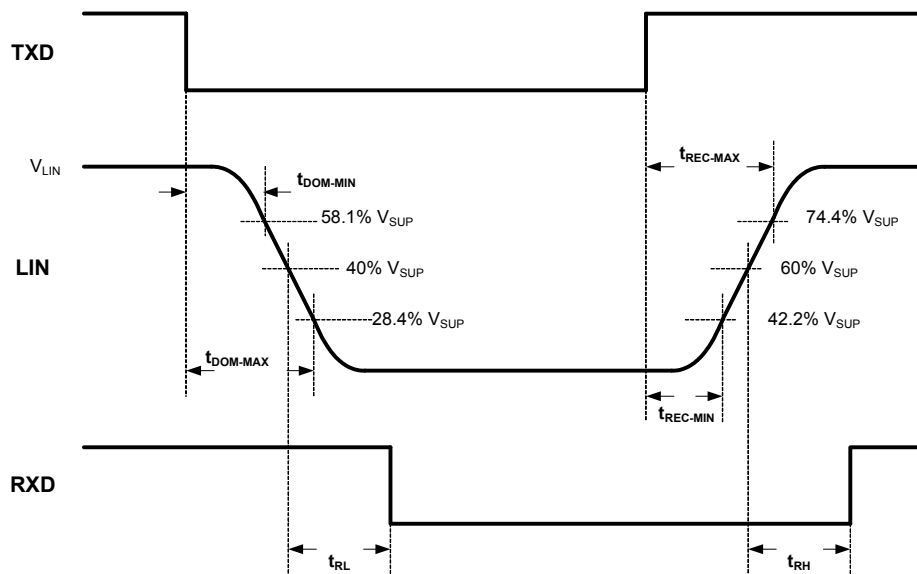 TXD
V_LIN
t_DOM-MIN
t_REC-MAX
58.1% V_SUP
74.4% V_SUP
LIN
40% V_SUP
60% V_SUP
28.4% V_SUP
42.2% V_SUP
t_DOM-MAX
t_REC-MIN
RXD
t_RL
t_RH